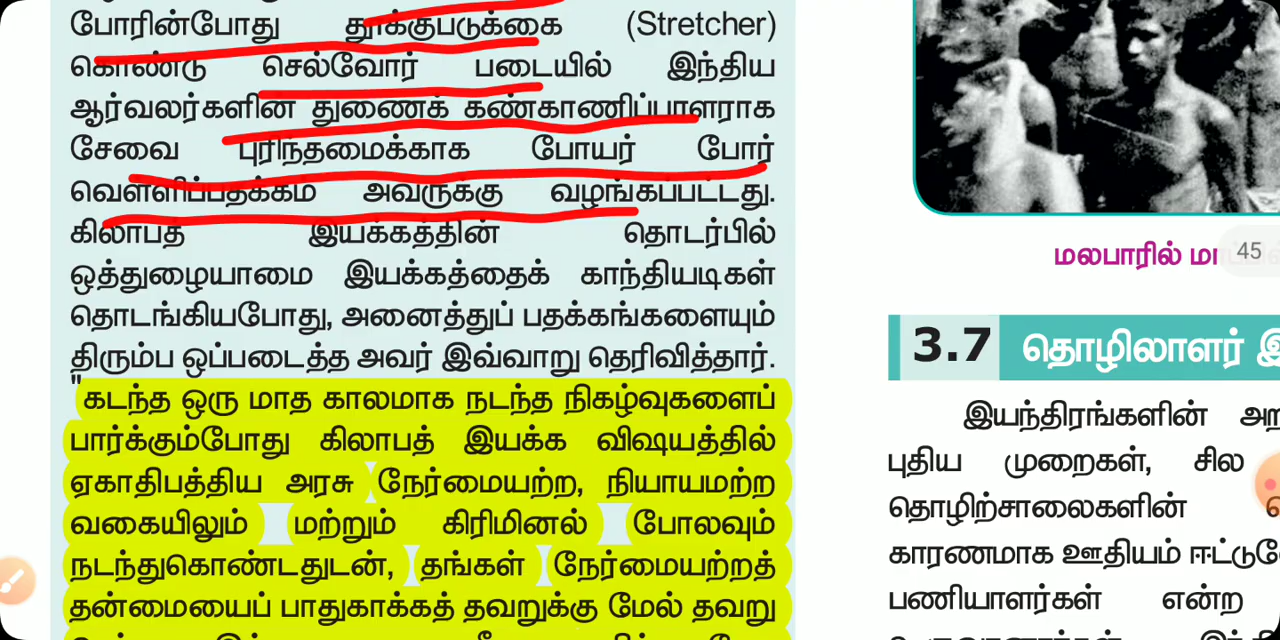 போரின்போது தூக்குபடுக்கை (Stretcher)
கொண்டு செல்வோர் படையில் இந்திய
ஆர்வலர்களின் துணைக் கண்காணிப்பாளராக
சேவை புரிந்தமைக்காக போயர் போர்
வெள்ளிப்பதக்கம் அவருக்கு வழங்கப்பட்டது.
கிலாபத் இயக்கத்தின் தொடர்பில்
ஒத்துழையாமை இயக்கத்தைக் காந்தியடிகள்
தொடங்கியபோது, அனைத்துப் பதக்கங்களையும்
திரும்ப ஒப்படைத்த அவர் இவ்வாறு தெரிவித்தார்.
"கடந்த ஒரு மாத காலமாக நடந்த நிகழ்வுகளைப்
பார்க்கும்போது கிலாபத் இயக்க விஷயத்தில்
ஏகாதிபத்திய அரசு நேர்மையற்ற, நியாயமற்ற
வகையிலும் மற்றும் கிரிமினல் போலவும்
நடந்துகொண்டதுடன், தங்கள் நேர்மையற்றத்
தன்மையைப் பாதுகாக்கத் தவறுக்கு மேல் தவறு
மலபாரில்
45
3.7 தொழிலாளர்
இயந்திரங்களின்
புதிய முறைகள், சில
தொழிற்சாலைகளின்
காரணமாக ஊதியம்
பணியாளர்கள் என்ற